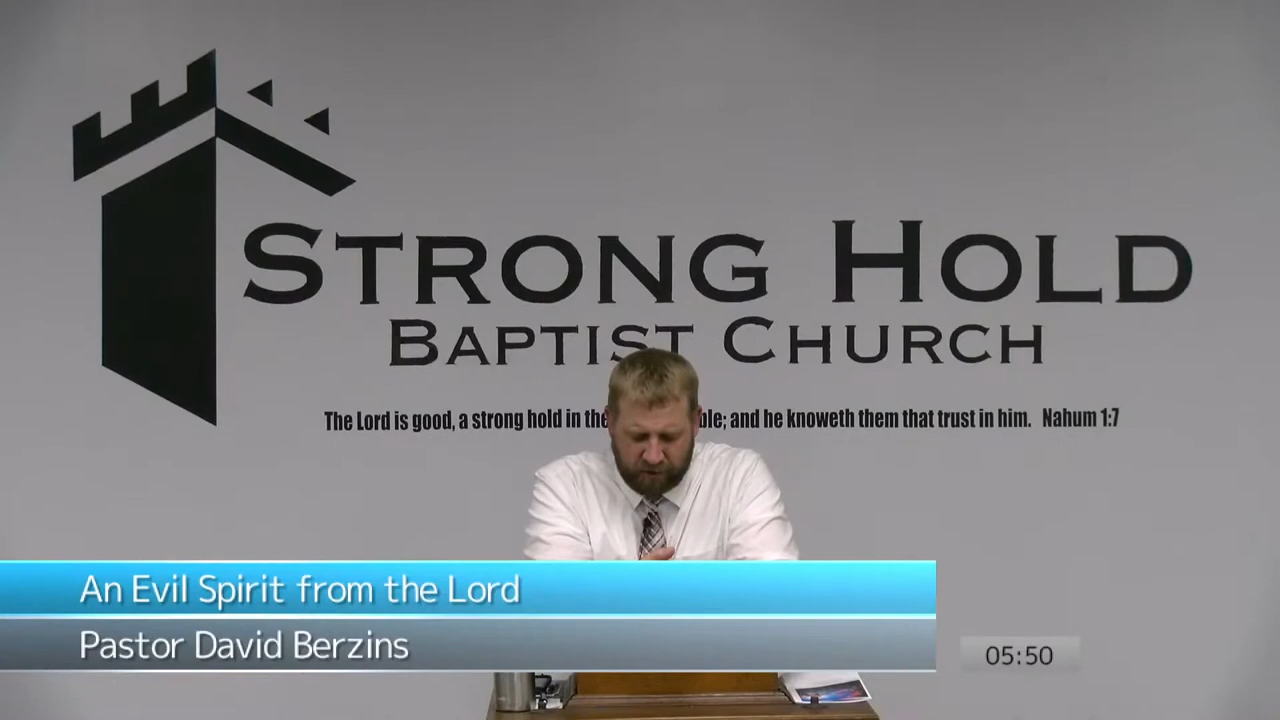 STRONG HOLD
BAPTIST CHURCH
The Lord is good, a strong hold in the ; and he knoweth them that trust in him. Nahum 1:7
An Evil Spirit from the Lord
Pastor David Berzins
05:50